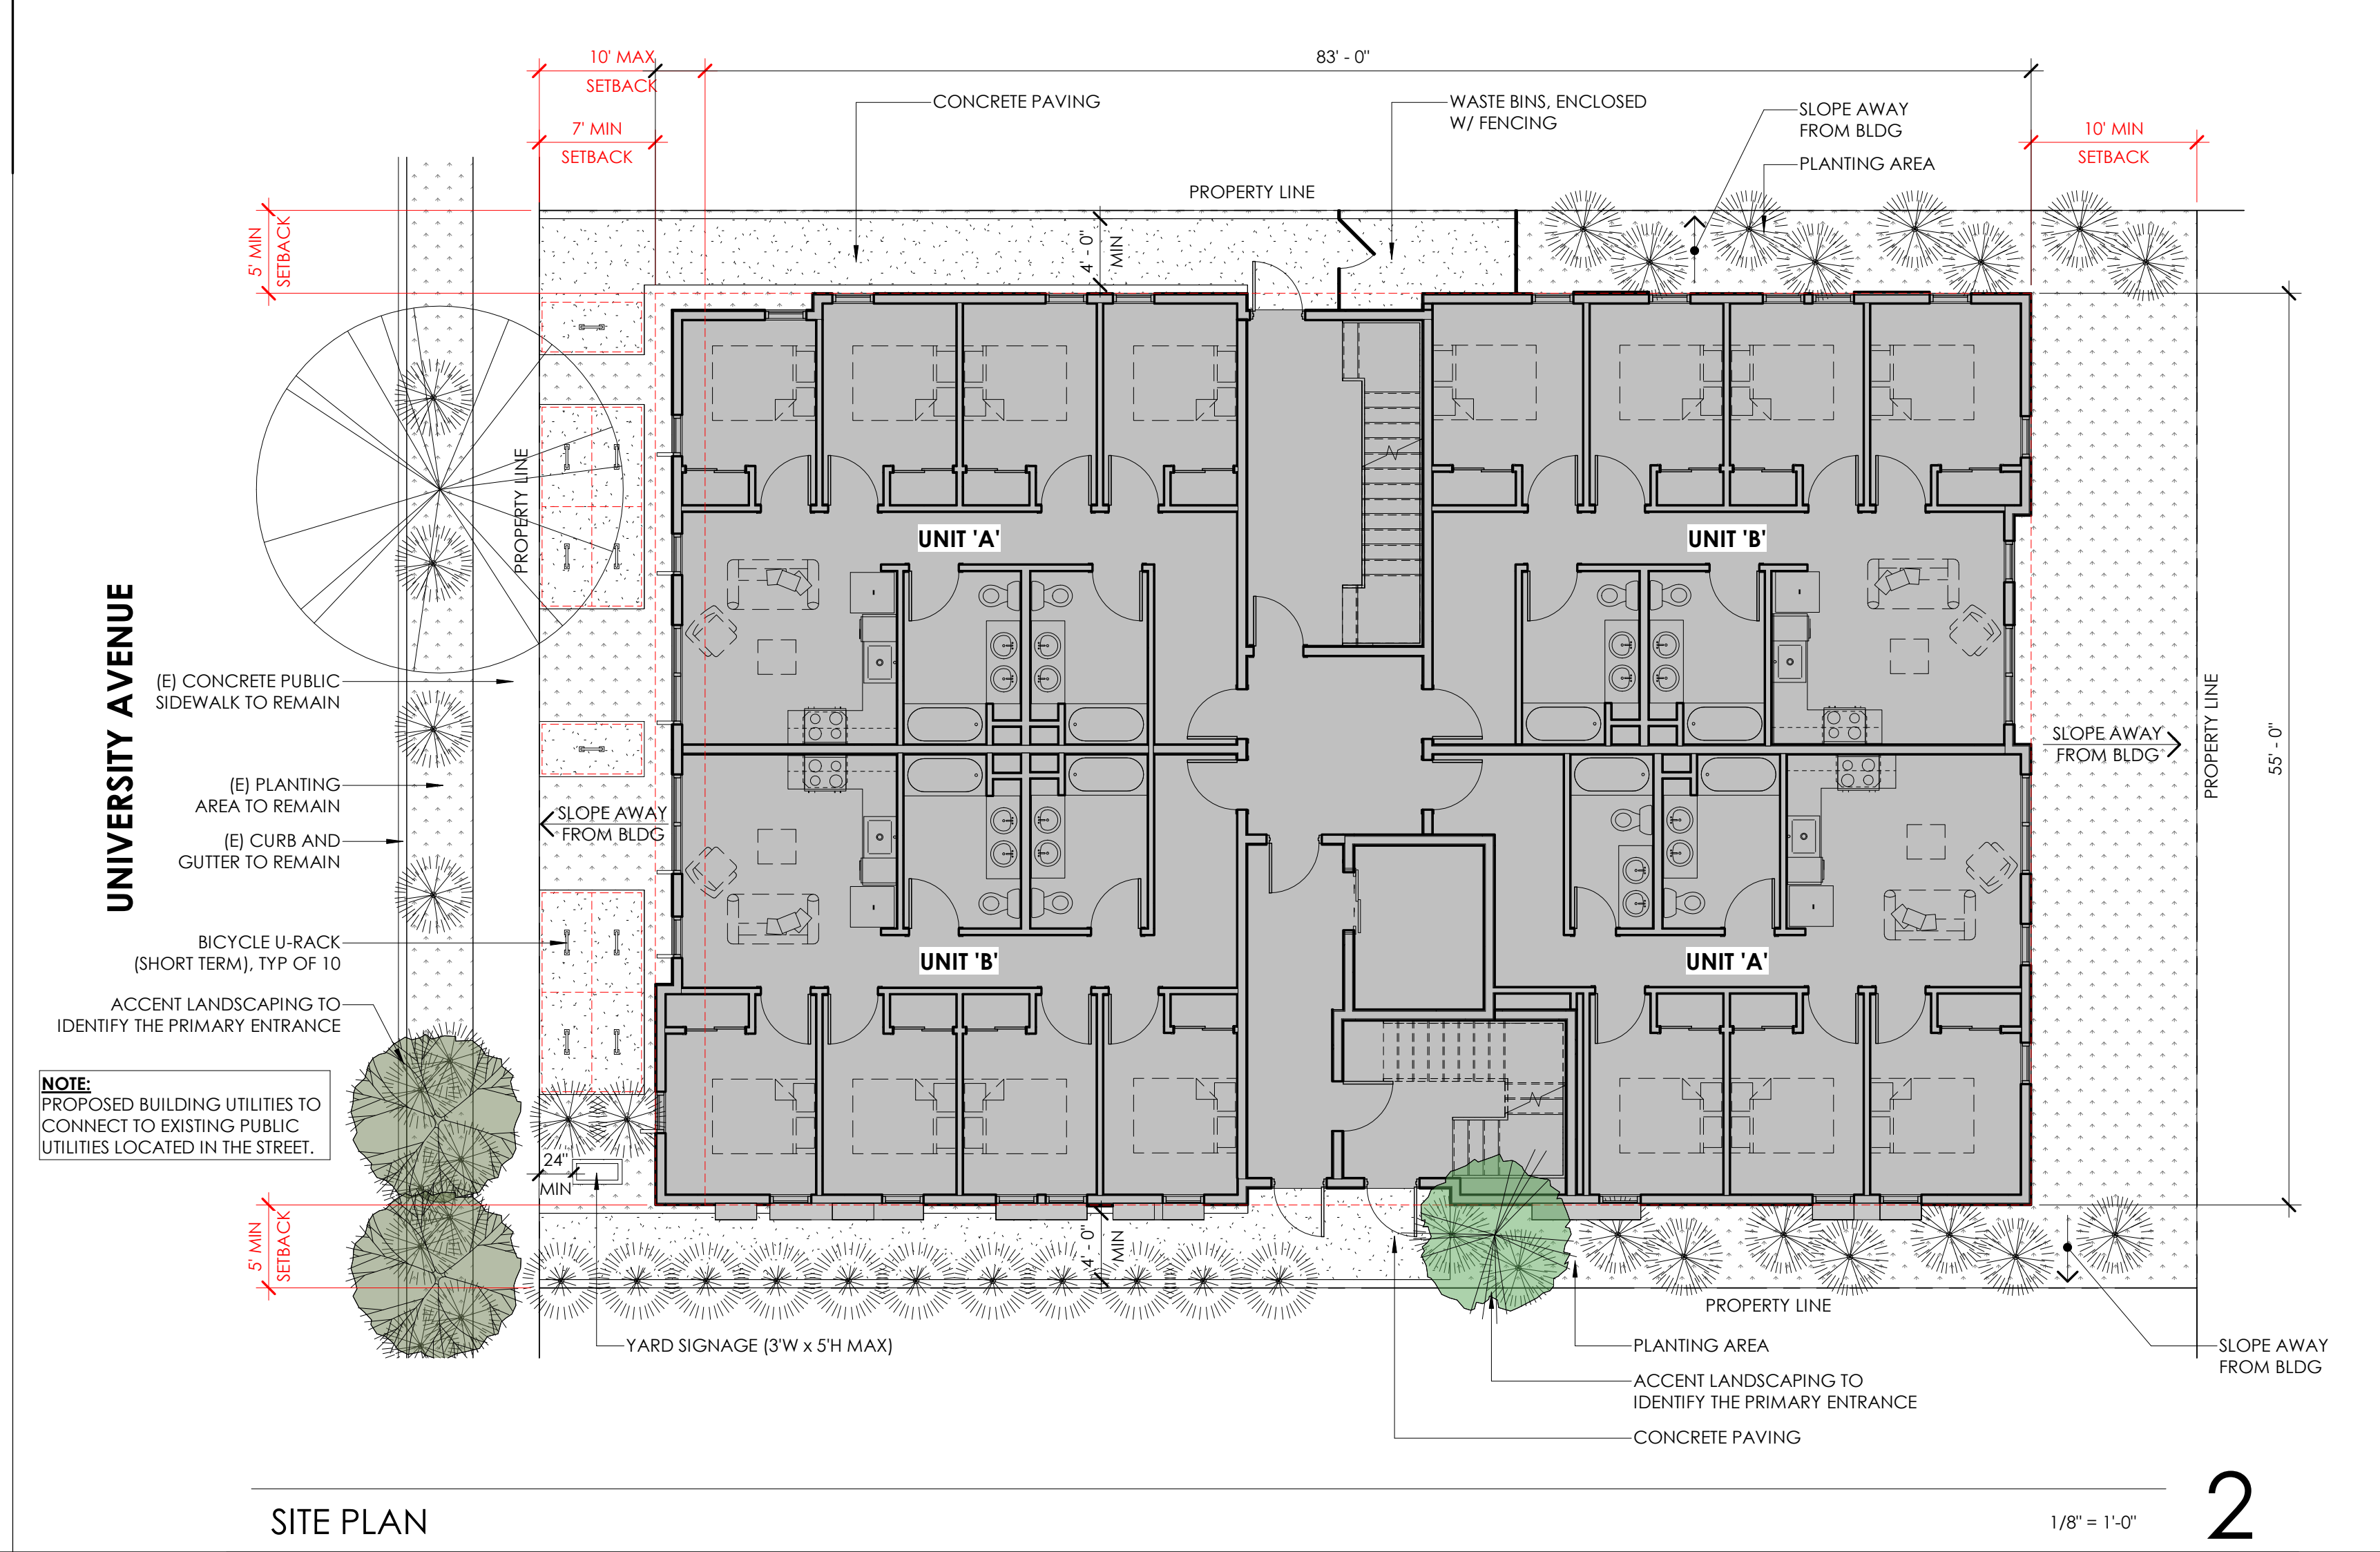 10' MAX
SETBACK
83' - 0"
7' MIN
SETBACK
CONCRETE PAVING
WASTE BINS, ENCLOSED
W/ FENCING
SLOPE AWAY
FROM BLDG
PLANTING AREA
10' MIN
SETBACK
PROPERTY LINE
5' MIN
SETBACK
4' - 0"
MIN
PROPERTY LINE
UNIT 'A'
UNIT 'B'
UNIVERSITY AVENUE
(E) CONCRETE PUBLIC
SIDEWALK TO REMAIN
(E) PLANTING
AREA TO REMAIN
(E) CURB AND
GUTTER TO REMAIN
SLOPE AWAY
FROM BLDG
SLOPE AWAY
FROM BLDG
PROPERTY LINE
55' - 0"
BICYCLE U-RACK
(SHORT TERM), TYP OF 10
UNIT 'B'
UNIT 'A'
ACCENT LANDSCAPING TO
IDENTIFY THE PRIMARY ENTRANCE
NOTE:
PROPOSED BUILDING UTILITIES TO
CONNECT TO EXISTING PUBLIC
UTILITIES LOCATED IN THE STREET.
24"
MIN
5' MIN
SETBACK
4' - 0"
MIN
PROPERTY LINE
YARD SIGNAGE (3'W x 5'H MAX)
PLANTING AREA
ACCENT LANDSCAPING TO
IDENTIFY THE PRIMARY ENTRANCE
CONCRETE PAVING
SLOPE AWAY
FROM BLDG
SITE PLAN
1/8" = 1'-0"
2